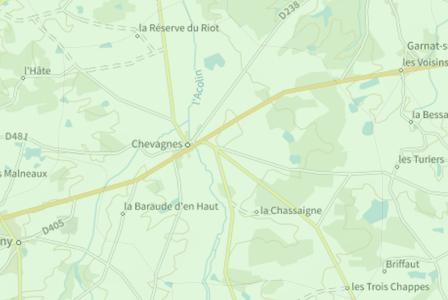 D238
la Réserve du Riot
Garnat-s
les Voisins
l'Hâte
l'Acolin
la Bessa
D481
Chevagnes
les Turiers
s Malneaux
la Baraude d'en Haut
la Chassaigne
D405
ny
Briffaut
les Trois Chappes